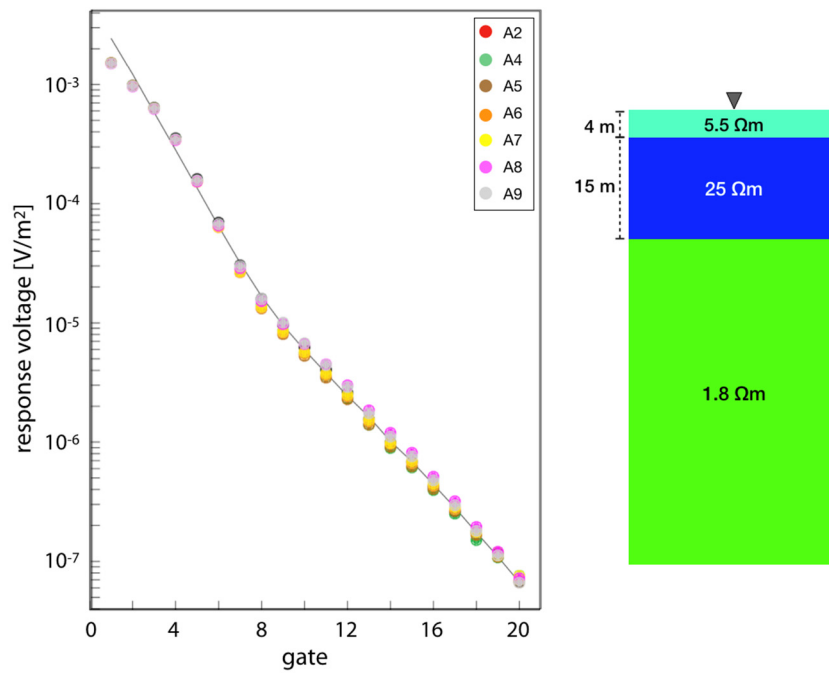 response voltage [V/m²]
10⁻³
10⁻⁴
10⁻⁵
10⁻⁶
10⁻⁷
0 4 8 12 16 20
gate
A2
A4
A5
A6
A7
A8
A9
4 m
5.5 Ωm
15 m
25 Ωm
1.8 Ωm